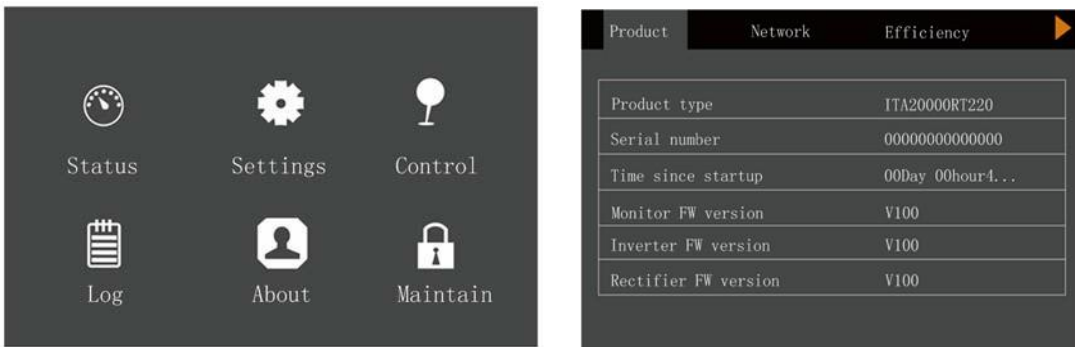 Status Settings Control
Log About Maintain
Product Network Efficiency
Product type ITA20000RT220
Serial number 00000000000000
Time since startup 00Day 00hour4...
Monitor FW version V100
Inverter FW version V100
Rectifier FW version V100